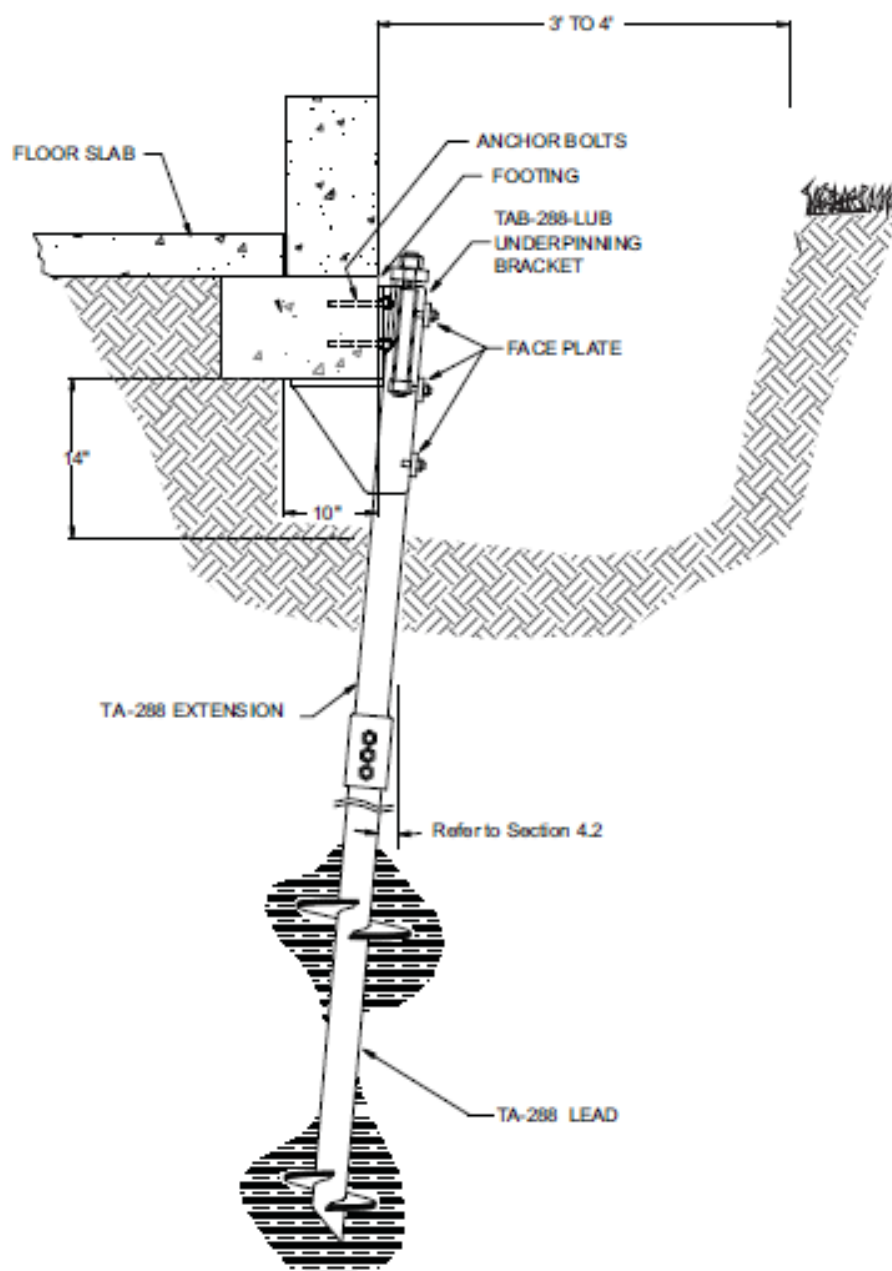 3' TO 4'
ANCHOR BOLTS
FLOOR SLAB
FOOTING
TAB-288-LUB
UNDERPINNING
BRACKET
FACE PLATE
14"
10"
TA-288 EXTENSION
Refer to Section 4.2
TA-288 LEAD